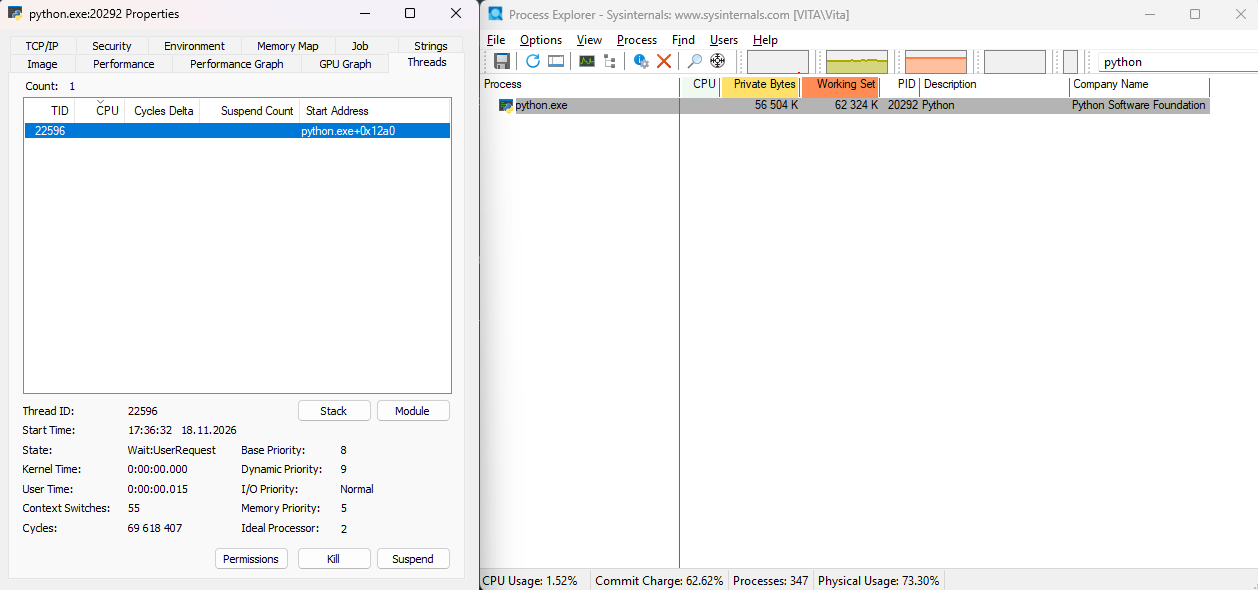 python.exe:20292 Properties
TCP/IP Security Environment Memory Map Job Strings
Image Performance Performance Graph GPU Graph Threads
Count: 1
TID CPU Cycles Delta Suspend Count Start Address
22596 python.exe+0x12a0
Thread ID: 22596 Stack Module
Start Time: 17:36:32 18.11.2026
State: Wait:UserRequest Base Priority: 8
Kernel Time: 0:00:00.000 Dynamic Priority: 9
User Time: 0:00:00.015 I/O Priority: Normal
Context Switches: 55 Memory Priority: 5
Cycles: 69 618 407 Ideal Processor: 2
Permissions Kill Suspend
Process Explorer - Sysinternals: www.sysinternals.com [VITA\Vita]
File Options View Process Find Users Help
python
Process CPU Private Bytes Working Set PID Description Company Name
python.exe 56 504 K 62 324 K 20292 Python Python Software Foundation
CPU Usage: 1.52% Commit Charge: 62.62% Processes: 347 Physical Usage: 73.30%